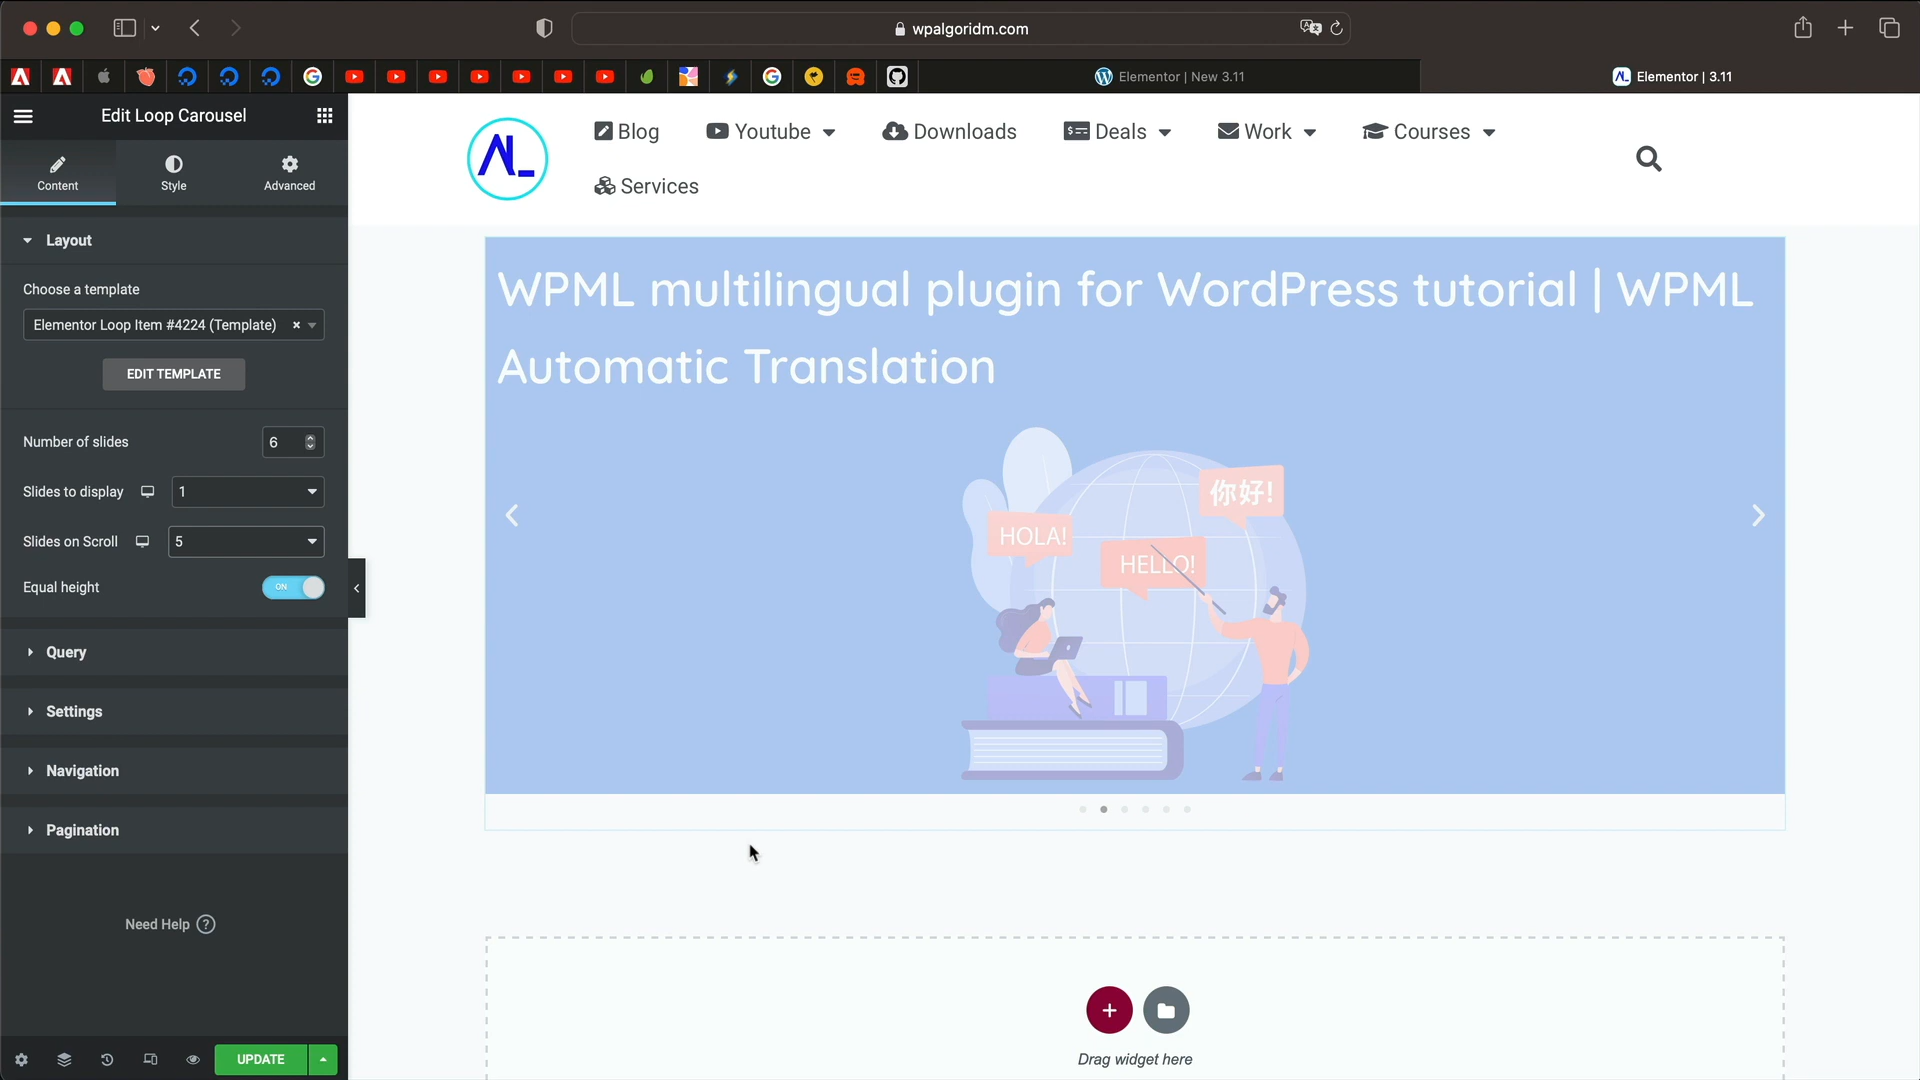 wpalgoridm.com
Elementor | New 3.11
Elementor | 3.11
Edit Loop Carousel
Content
Style
Advanced
Layout
Choose a template
Elementor Loop Item #4224 (Template)
EDIT TEMPLATE
Number of slides
6
Slides to display
1
Slides on Scroll
5
Equal height
ON
Query
Settings
Navigation
Pagination
Need Help ?
UPDATE
AL_
Blog
Youtube
Downloads
Deals
Work
Courses
Services
WPML multilingual plugin for WordPress tutorial | WPML
Automatic Translation
你好!
HOLA!
HELLO!
Drag widget here